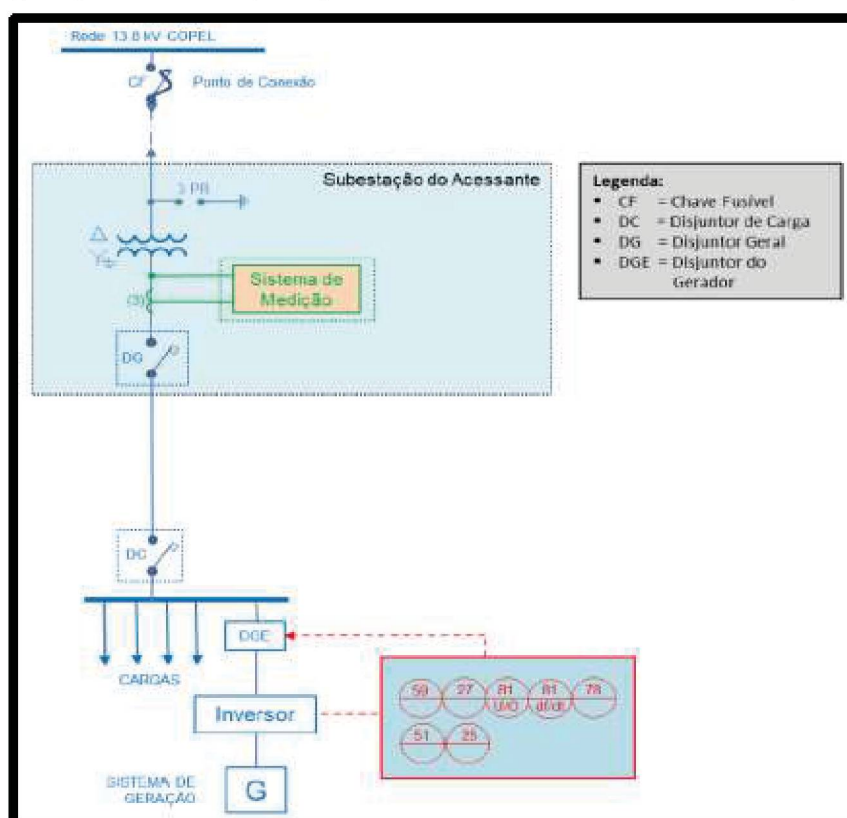 Rede 13.8 kV COPEL
CF
Ponto de Conexão
Subestação do Acessante
3 PR
Sistema de
Medição
(3)
DG
Legenda:
• CF = Chave Fusível
• DC = Disjuntor de Carga
• DG = Disjuntor Geral
• DGE = Disjuntor do
Gerador
DC
DGE
CARGAS
Inversor
SISTEMA DE
GERAÇÃO
G
59
27
81
U/O
81
df/dt
78
51
25